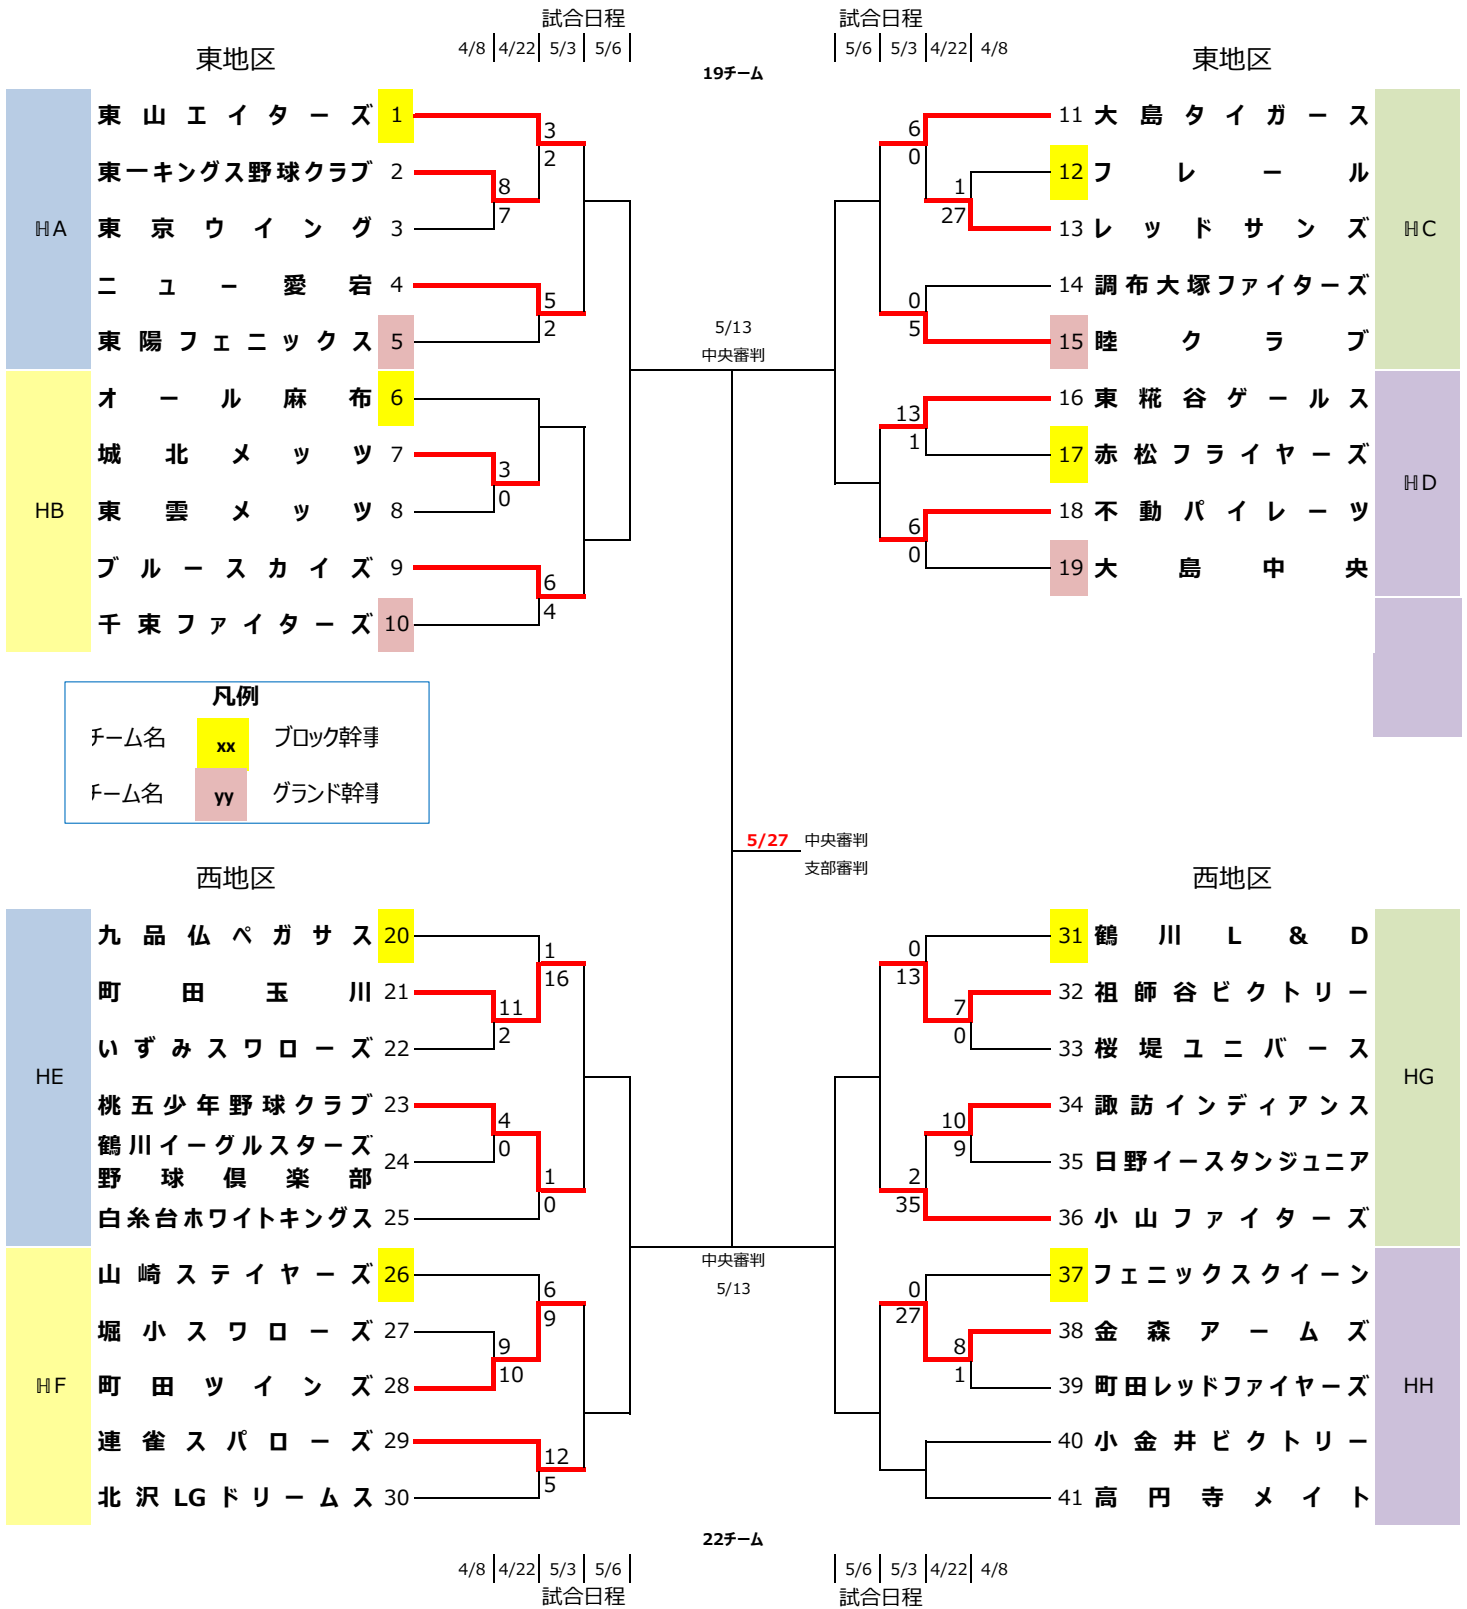 試合日程 試合日程
4/8 4/22 5/3 5/6 5/6 5/3 4/22 4/8
東地区 東地区
19チーム
HA
東山エイターズ 1
東一キングス野球クラブ 2
東京ウイング 3
ニュー愛宕 4
東陽フェニックス 5
3
2
8
7
5
2
HB
オール麻布 6
城北メッツ 7
東雲メッツ 8
ブルースカイズ 9
千束ファイターズ 10
3
0
6
4
11 大島タイガース
12 フレール
13 レッドサンズ
14 調布大塚ファイターズ
15 睦クラブ
HC
6
0
1
27
0
5
16 東糀谷ゲールス
17 赤松フライヤーズ
18 不動パイレーツ
19 大島中央
HD
13
1
6
0
5/13
中央審判
凡例
チーム名 xx ブロック幹事
チーム名 yy グランド幹事
5/27 中央審判
支部審判
西地区 西地区
HE
九品仏ペガサス 20
町田玉川 21
いずみスワローズ 22
桃五少年野球クラブ 23
鶴川イーグルスターズ
野球倶楽部 24
白糸台ホワイトキングス 25
1
16
11
2
4
0
1
0
HF
山崎ステイヤーズ 26
堀小スワローズ 27
町田ツインズ 28
連雀スパローズ 29
北沢LGドリームス 30
6
9
9
10
12
5
31 鶴川L&D
32 祖師谷ビクトリー
33 桜堤ユニバース
34 諏訪インディアンス
35 日野イースタンジュニア
36 小山ファイターズ
HG
0
13
7
0
10
9
2
35
37 フェニックスクイーン
38 金森アームズ
39 町田レッドファイヤーズ
40 小金井ビクトリー
41 高円寺メイト
HH
0
27
8
1
中央審判
5/13
22チーム
4/8 4/22 5/3 5/6 5/6 5/3 4/22 4/8
試合日程 試合日程